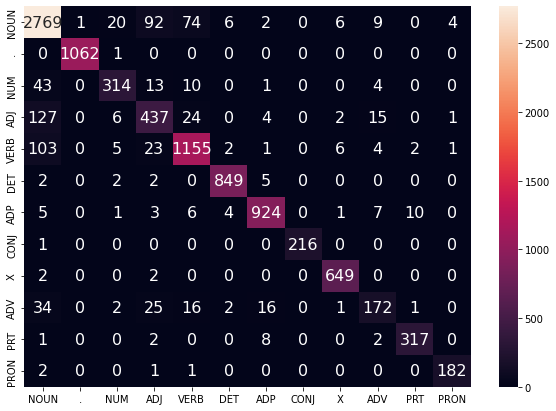 NOUN 2769 1 20 92 74 6 2 0 6 9 0 4
. 0 1062 1 0 0 0 0 0 0 0 0 0
NUM 43 0 314 13 10 0 1 0 0 4 0 0
ADJ 127 0 6 437 24 0 4 0 2 15 0 1
VERB 103 0 5 23 1155 2 1 0 6 4 2 1
DET 2 0 2 2 0 849 5 0 0 0 0 0
ADP 5 0 1 3 6 4 924 0 1 7 10 0
CONJ 1 0 0 0 0 0 0 216 0 0 0 0
X 2 0 0 2 0 0 0 0 649 0 0 0
ADV 34 0 2 25 16 2 16 0 1 172 1 0
PRT 1 0 0 2 0 0 8 0 0 2 317 0
PRON 2 0 0 1 1 0 0 0 0 0 0 182
NOUN . NUM ADJ VERB DET ADP CONJ X ADV PRT PRON
2500
2000
1500
1000
500
0